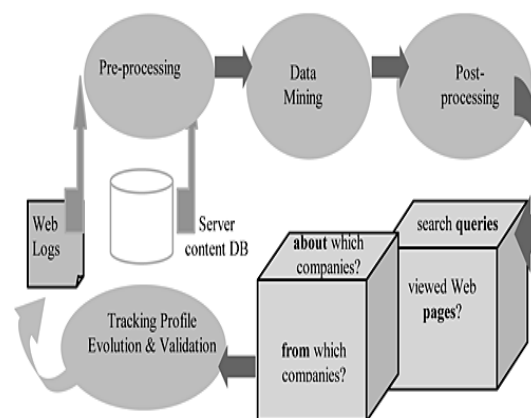 Pre-processing
Data
Mining
Post-
processing
Web
Logs
Server
content DB
about which
companies?
search queries
viewed Web
pages?
from which
companies?
Tracking Profile
Evolution & Validation